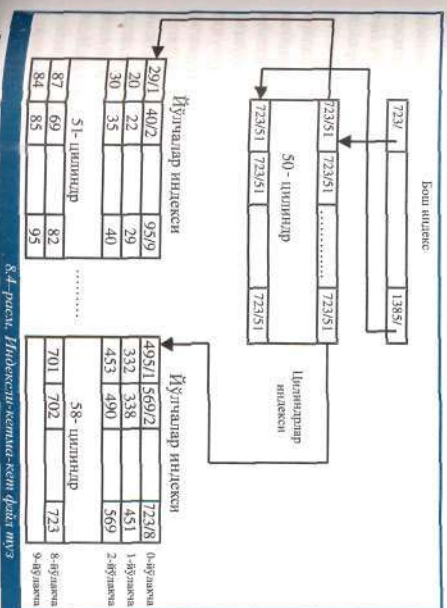 Бош индекс
723/ 1385/
Цилиндрлар
индекси
723/51 723/51 ............ 723/51
50 - цилиндр
723/51 723/51 723/51
Йўлчалар индекси
29/1 40/2 95/9
20 22 29
30 35 40
51- цилиндр
87 69 82
84 85 95
.........
Йўлчалар индекси
495/1 569/2 723/8 0-йўлакча
332 338 451 1-йўлакча
453 490 569 2-йўлакча
58- цилиндр
701 702 723 8-йўлакча
9-йўлакча
8.4–расм. Индексли-кетма-кет файл туз